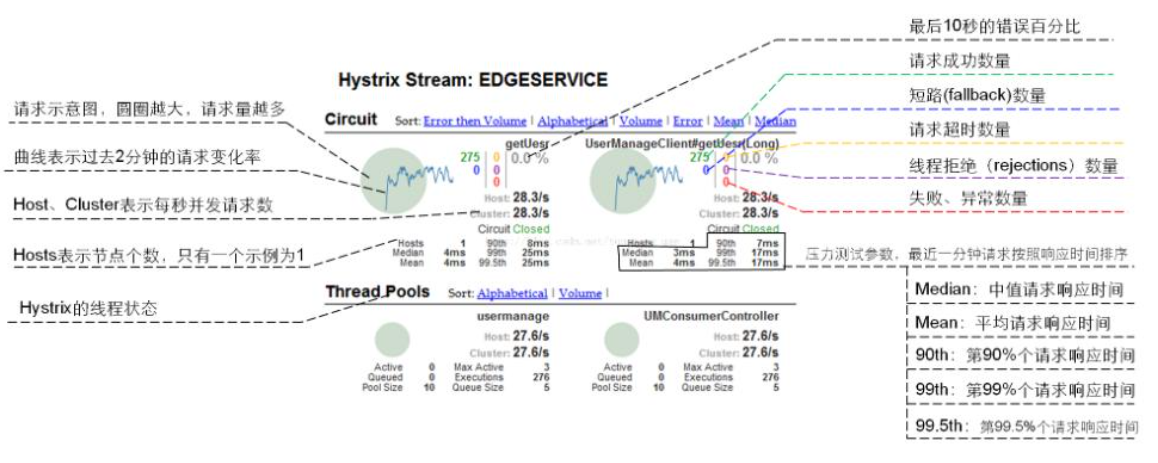 最后10秒的错误百分比
请求成功数量
短路(fallback)数量
请求超时数量
线程拒绝（rejections）数量
失败、异常数量
Hystrix Stream: EDGESERVICE
请求示意图，圆圈越大，请求量越多
曲线表示过去2分钟的请求变化率
Host、Cluster表示每秒并发请求数
Hosts表示节点个数，只有一个示例为1
Hystrix的线程状态
Circuit Sort: Error then Volume | Alphabetical | Volume | Error | Mean | Median
getUesr
275 0 0.0 %
0 0
0
Host: 28.3/s
Cluster: 28.3/s
Circuit Closed
Hosts 1 90th 8ms
Median 4ms 99th 25ms
Mean 4ms 99.5th 25ms
UserManageClient#getUesr(Long)
275 0 0.0 %
0 0
0
Host: 28.3/s
Cluster: 28.3/s
Circuit Closed
Hosts 1 90th 7ms
Median 3ms 99th 17ms
Mean 4ms 99.5th 17ms
压力测试参数，最近一分钟请求按照响应时间排序
Median：中值请求响应时间
Mean：平均请求响应时间
90th：第90%个请求响应时间
99th：第99%个请求响应时间
99.5th：第99.5%个请求响应时间
Thread Pools Sort: Alphabetical | Volume |
usermanage
Host: 27.6/s
Cluster: 27.6/s
Active 0 Max Active 3
Queued 0 Executions 276
Pool Size 10 Queue Size 5
UMConsumerController
Host: 27.6/s
Cluster: 27.6/s
Active 0 Max Active 3
Queued 0 Executions 276
Pool Size 10 Queue Size 5